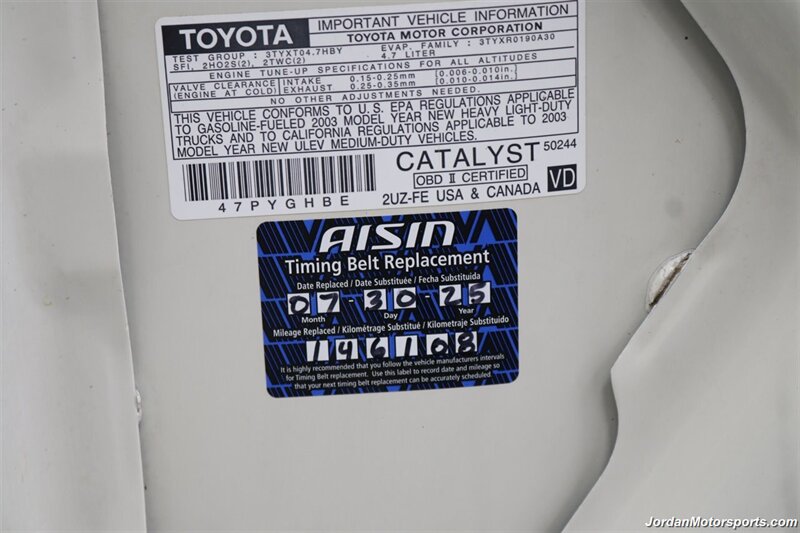 TOYOTA
IMPORTANT VEHICLE INFORMATION
TOYOTA MOTOR CORPORATION
TEST GROUP : 3TYXT04.7HBY EVAP. FAMILY : 3TYXR0190A30
SFI, 2HO2S(2), 2TWC(2) 4.7 LITER
ENGINE TUNE-UP SPECIFICATIONS FOR ALL ALTITUDES
VALVE CLEARANCE INTAKE 0.15-0.25mm [0.006-0.010in.]
(ENGINE AT COLD) EXHAUST 0.25-0.35mm [0.010-0.014in.]
NO OTHER ADJUSTMENTS NEEDED.
THIS VEHICLE CONFORMS TO U.S. EPA REGULATIONS APPLICABLE
TO GASOLINE-FUELED 2003 MODEL YEAR NEW HEAVY LIGHT-DUTY
TRUCKS AND TO CALIFORNIA REGULATIONS APPLICABLE TO 2003
MODEL YEAR NEW ULEV MEDIUM-DUTY VEHICLES.
CATALYST 50244
OBD II CERTIFIED VD
47PYGHBE 2UZ-FE USA & CANADA
AISIN
Timing Belt Replacement
Date Replaced / Date Substituée / Fecha Substituida
07-30-25
Month Day Year
Mileage Replaced / Kilométrage Substitué / Kilometraje Substituido
146108
It is highly recommended that you follow the vehicle manufacturers intervals
for Timing Belt replacement. Use this label to record date and mileage so
that your next timing belt replacement can be accurately scheduled
JordanMotorsports.com